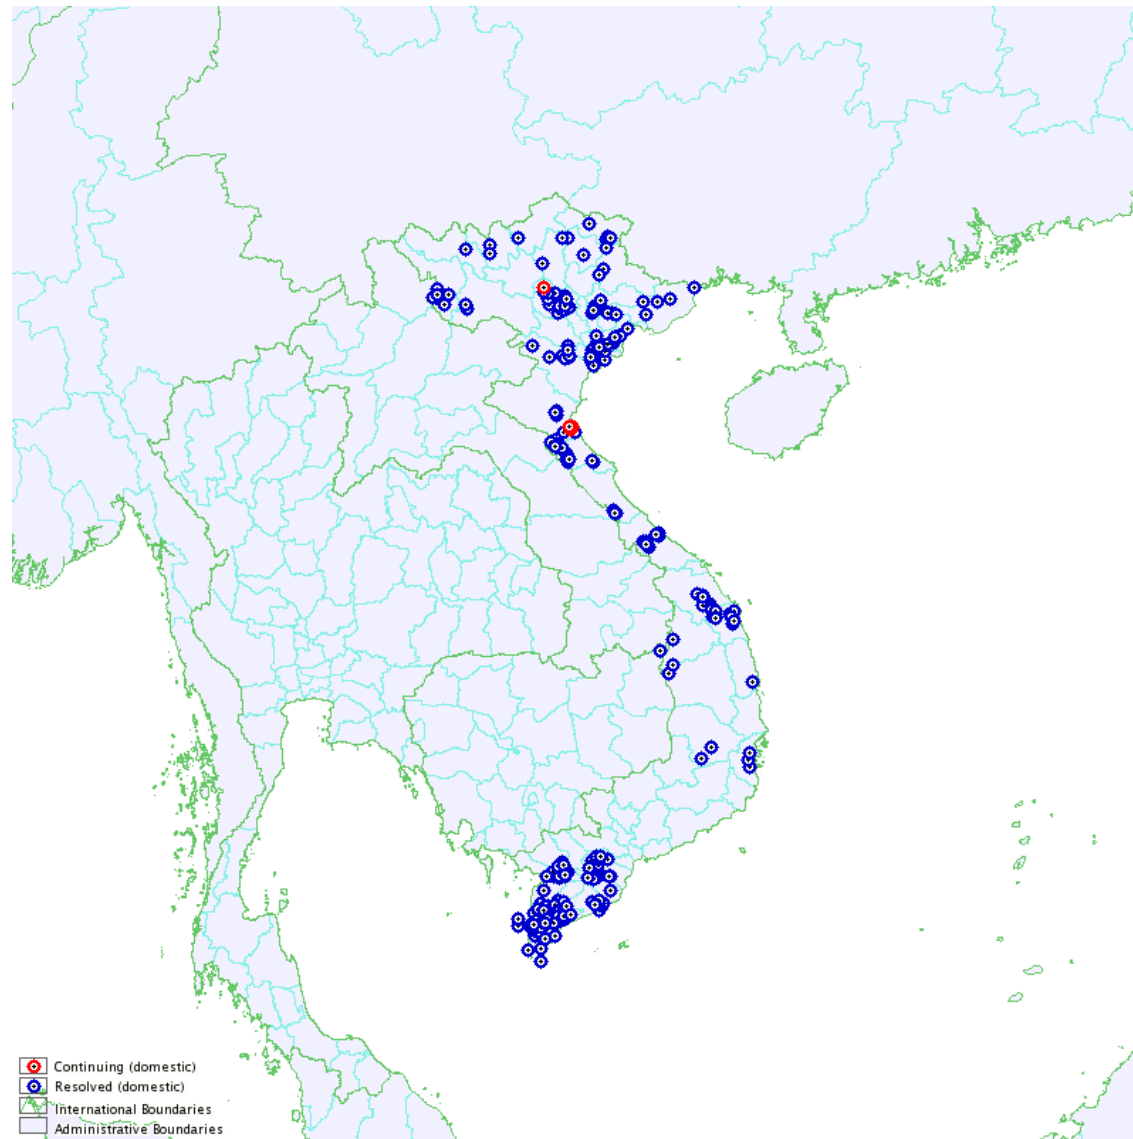 Continuing (domestic)
Resolved (domestic)
International Boundaries
Administrative Boundaries